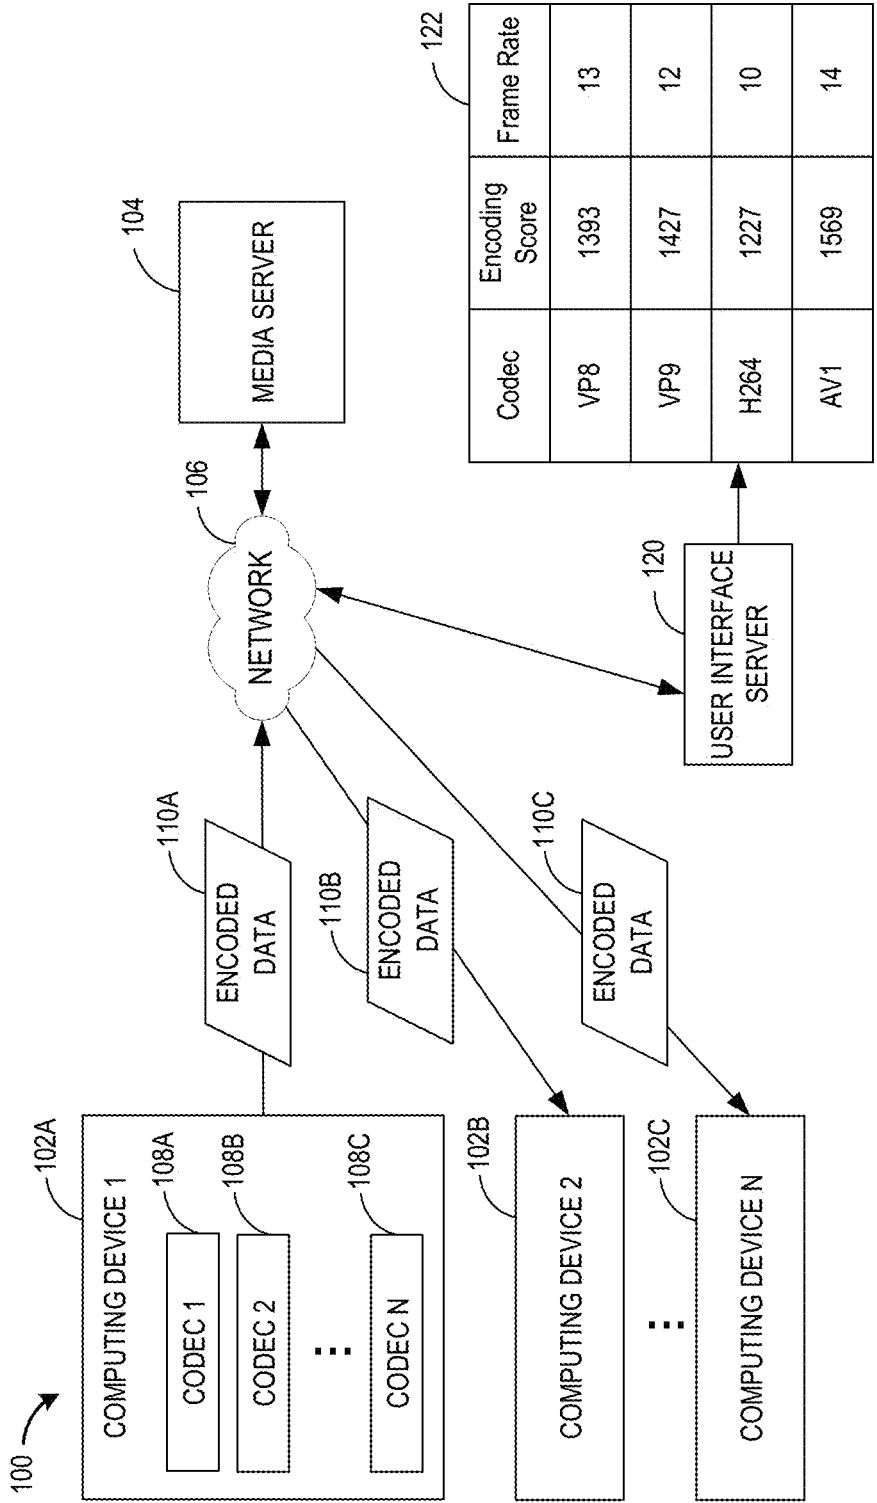 100
COMPUTING DEVICE 1
102A
CODEC 1
108A
CODEC 2
108B
CODEC N
108C
ENCODED
DATA
110A
NETWORK
106
MEDIA SERVER
104
ENCODED
DATA
110B
ENCODED
DATA
110C
COMPUTING DEVICE 2
102B
COMPUTING DEVICE N
102C
USER INTERFACE
SERVER
120
122
Codec
Encoding
Score
Frame Rate
VP8
1393
13
VP9
1427
12
H264
1227
10
AV1
1569
14